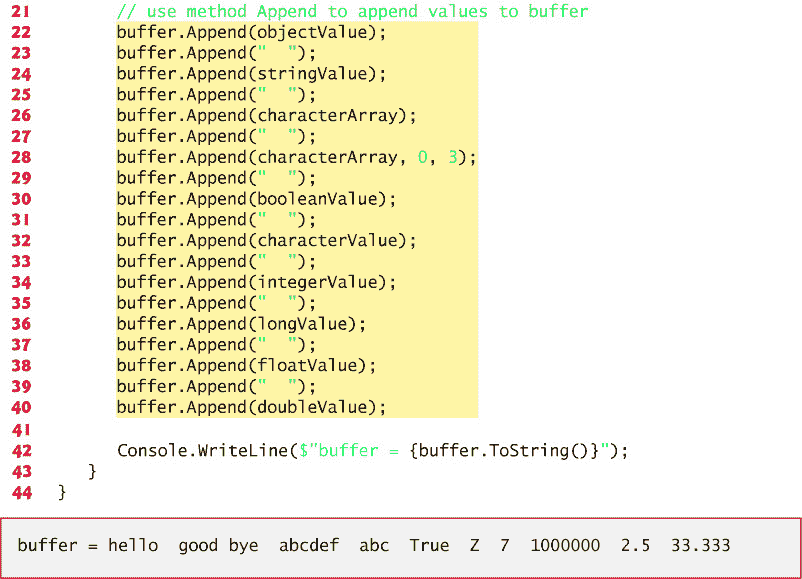 21 // use method Append to append values to buffer
22 buffer.Append(objectValue);
23 buffer.Append("  ");
24 buffer.Append(stringValue);
25 buffer.Append("  ");
26 buffer.Append(characterArray);
27 buffer.Append("  ");
28 buffer.Append(characterArray, 0, 3);
29 buffer.Append("  ");
30 buffer.Append(booleanValue);
31 buffer.Append("  ");
32 buffer.Append(characterValue);
33 buffer.Append("  ");
34 buffer.Append(integerValue);
35 buffer.Append("  ");
36 buffer.Append(longValue);
37 buffer.Append("  ");
38 buffer.Append(floatValue);
39 buffer.Append("  ");
40 buffer.Append(doubleValue);
41
42 Console.WriteLine($"buffer = {buffer.ToString()}");
43 }
44 }
buffer = hello  good bye  abcdef  abc  True  Z  7  1000000  2.5  33.333